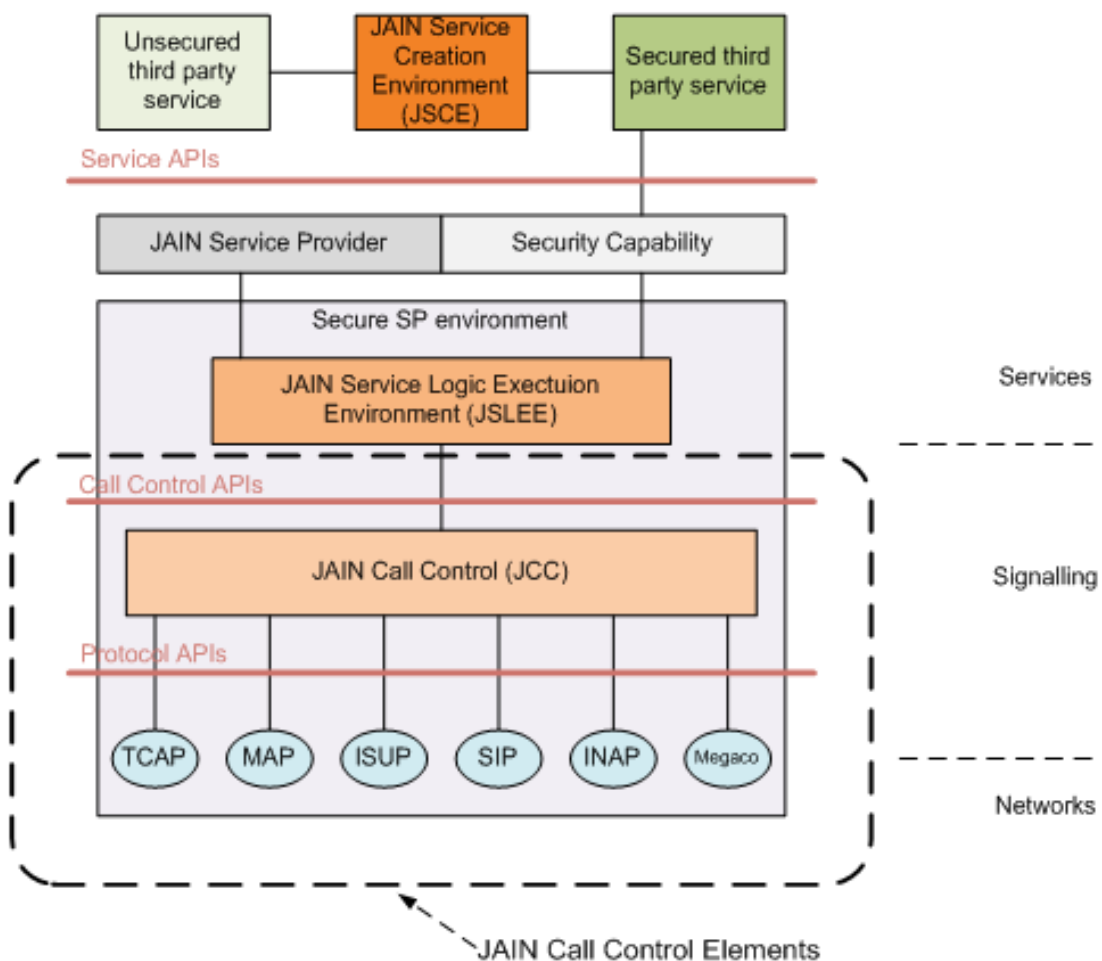 Unsecured
third party
service
JAIN Service
Creation
Environment
(JSCE)
Secured third
party service
Service APIs
JAIN Service Provider
Security Capability
Secure SP environment
JAIN Service Logic Exectuion
Environment (JSLEE)
Services
Call Control APIs
JAIN Call Control (JCC)
Signalling
Protocol APIs
TCAP
MAP
ISUP
SIP
INAP
Megaco
Networks
JAIN Call Control Elements